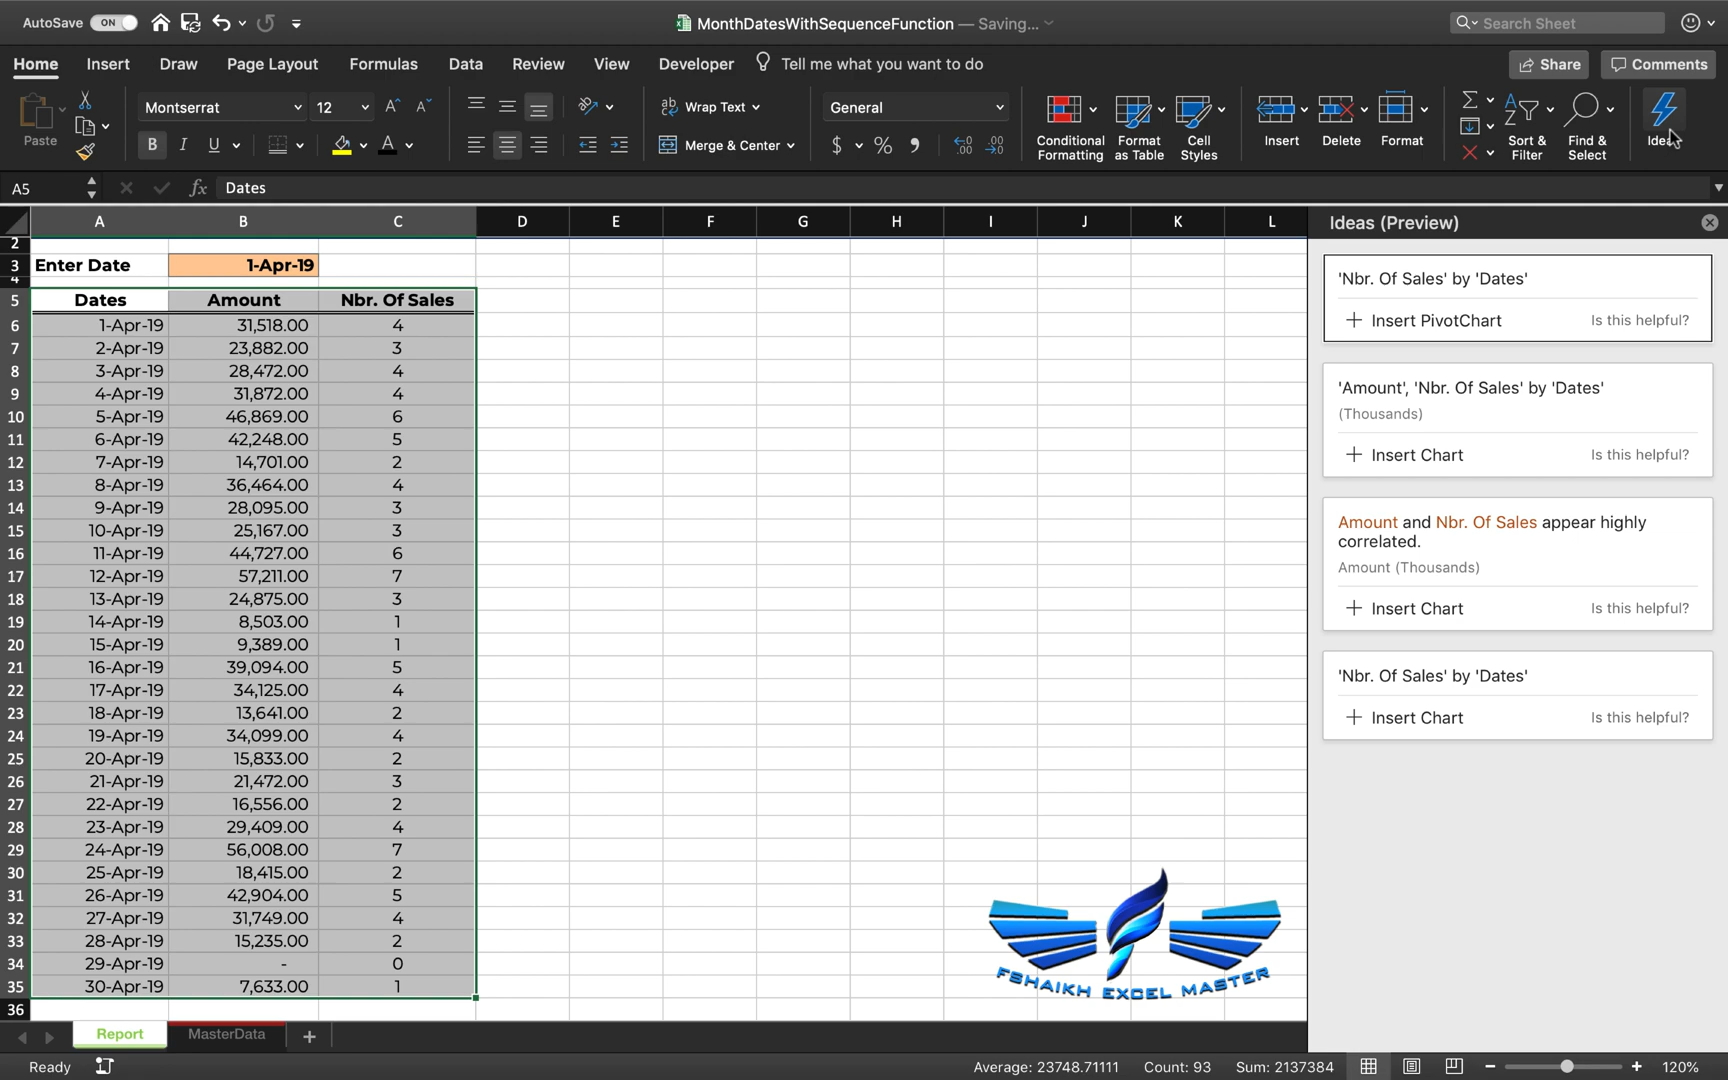 AutoSave ON MonthDatesWithSequenceFunction — Saving... Search Sheet
Home Insert Draw Page Layout Formulas Data Review View Developer Tell me what you want to do Share Comments
Paste Montserrat 12 Wrap Text General
B I U A Merge & Center $ %
Conditional Formatting Format as Table Cell Styles Insert Delete Format Sort & Filter Find & Select
A5 fx Dates
A B C D E F G H I J K L
2
3 Enter Date 1-Apr-19
4
5 Dates Amount Nbr. Of Sales
6 1-Apr-19 31,518.00 4
7 2-Apr-19 23,882.00 3
8 3-Apr-19 28,472.00 4
9 4-Apr-19 31,872.00 4
10 5-Apr-19 46,869.00 6
11 6-Apr-19 42,248.00 5
12 7-Apr-19 14,701.00 2
13 8-Apr-19 36,464.00 4
14 9-Apr-19 28,095.00 3
15 10-Apr-19 25,167.00 3
16 11-Apr-19 44,727.00 6
17 12-Apr-19 57,211.00 7
18 13-Apr-19 24,875.00 3
19 14-Apr-19 8,503.00 1
20 15-Apr-19 9,389.00 1
21 16-Apr-19 39,094.00 5
22 17-Apr-19 34,125.00 4
23 18-Apr-19 13,641.00 2
24 19-Apr-19 34,099.00 4
25 20-Apr-19 15,833.00 2
26 21-Apr-19 21,472.00 3
27 22-Apr-19 16,556.00 2
28 23-Apr-19 29,409.00 4
29 24-Apr-19 56,008.00 7
30 25-Apr-19 18,415.00 2
31 26-Apr-19 42,904.00 5
32 27-Apr-19 31,749.00 4
33 28-Apr-19 15,235.00 2
34 29-Apr-19 - 0
35 30-Apr-19 7,633.00 1
36
FSHAIKH EXCEL MASTER
Ideas (Preview)
'Nbr. Of Sales' by 'Dates'
Insert PivotChart Is this helpful?
'Amount', 'Nbr. Of Sales' by 'Dates'
(Thousands)
Insert Chart Is this helpful?
Amount and Nbr. Of Sales appear highly
correlated.
Amount (Thousands)
Insert Chart Is this helpful?
'Nbr. Of Sales' by 'Dates'
Insert Chart Is this helpful?
Report MasterData
Ready Average: 23748.71111 Count: 93 Sum: 2137384 120%